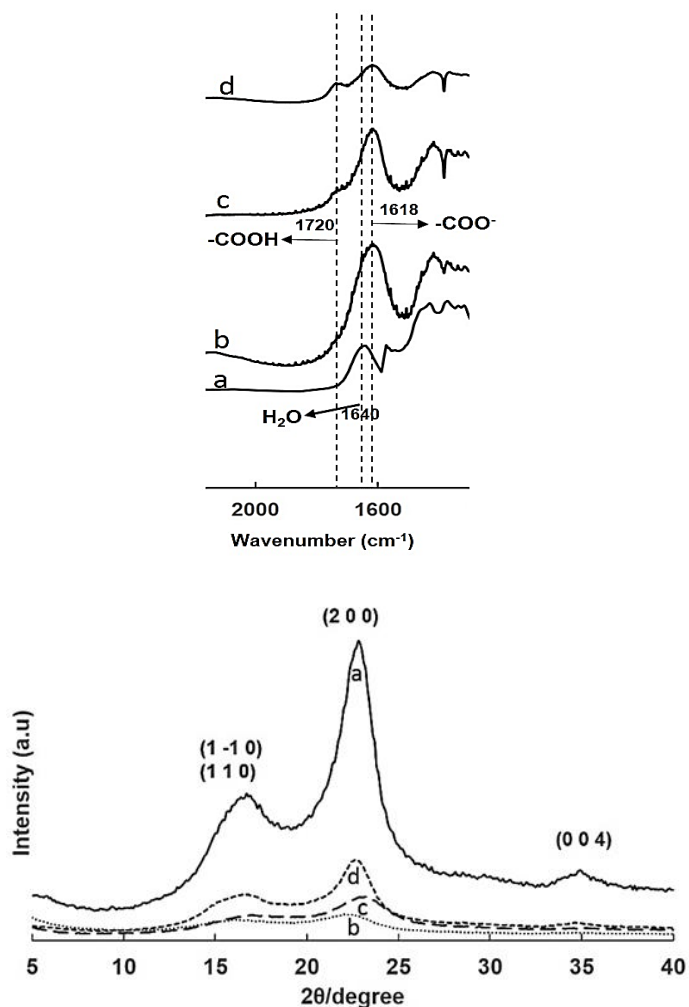 d
c
1720
1618
-COOH
-COO-
b
a
H2O
1640
2000 1600
Wavenumber (cm-1)
(2 0 0)
a
(1 -1 0)
(1 1 0)
Intensity (a.u)
(0 0 4)
d
c
b
5 10 15 20 25 30 35 40
2θ/degree